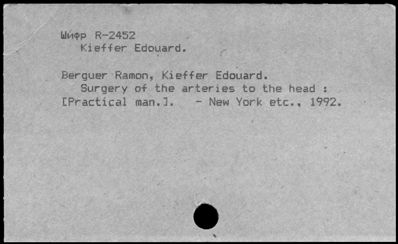 Шифр R-2452
Kieffer Edouard.
Berguer Ramon, Kieffer Edouard.
Surgery of the arteries to the head :
[Practical man.]. - New York etc., 1992.